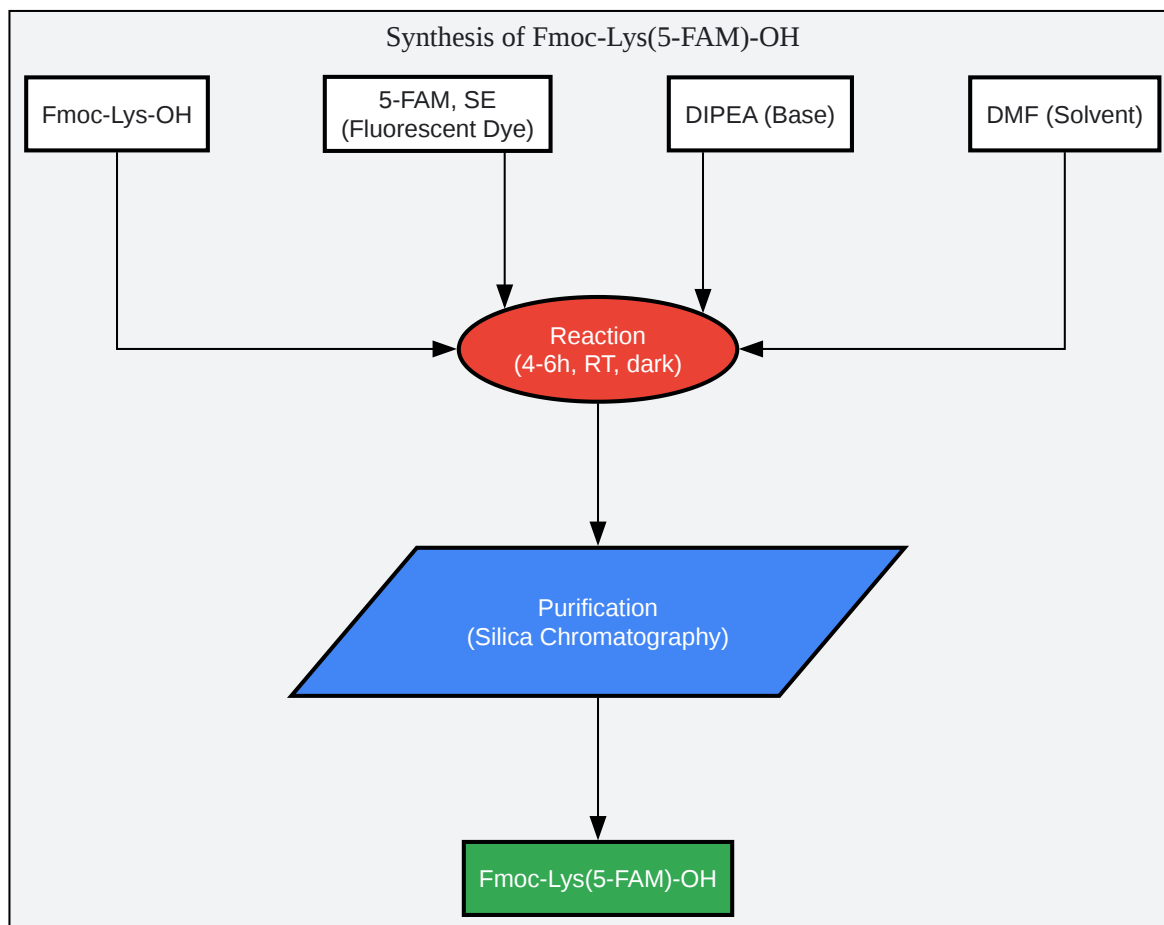 Synthesis of Fmoc-Lys(5-FAM)-OH
Fmoc-Lys-OH
5-FAM, SE
(Fluorescent Dye)
DIPEA (Base)
DMF (Solvent)
Reaction
(4-6h, RT, dark)
Purification
(Silica Chromatography)
Fmoc-Lys(5-FAM)-OH